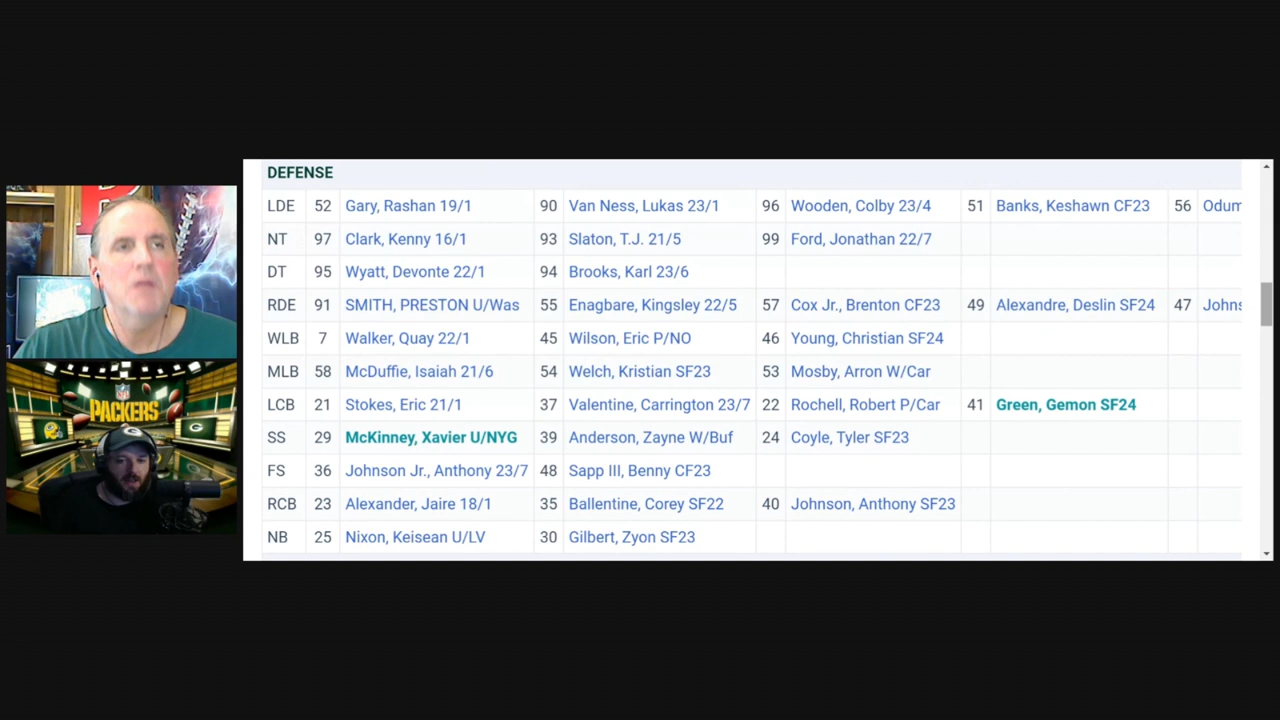 DEFENSE
LDE 52 Gary, Rashan 19/1 90 Van Ness, Lukas 23/1 96 Wooden, Colby 23/4 51 Banks, Keshawn CF23 56 Odum
NT 97 Clark, Kenny 16/1 93 Slaton, T.J. 21/5 99 Ford, Jonathan 22/7
DT 95 Wyatt, Devonte 22/1 94 Brooks, Karl 23/6
RDE 91 SMITH, PRESTON U/Was 55 Enagbare, Kingsley 22/5 57 Cox Jr., Brenton CF23 49 Alexandre, Deslin SF24 47 Johns
WLB 7 Walker, Quay 22/1 45 Wilson, Eric P/NO 46 Young, Christian SF24
MLB 58 McDuffie, Isaiah 21/6 54 Welch, Kristian SF23 53 Mosby, Arron W/Car
LCB 21 Stokes, Eric 21/1 37 Valentine, Carrington 23/7 22 Rochell, Robert P/Car 41 Green, Gemon SF24
SS 29 McKinney, Xavier U/NYG 39 Anderson, Zayne W/Buf 24 Coyle, Tyler SF23
FS 36 Johnson Jr., Anthony 23/7 48 Sapp III, Benny CF23
RCB 23 Alexander, Jaire 18/1 35 Ballentine, Corey SF22 40 Johnson, Anthony SF23
NB 25 Nixon, Keisean U/LV 30 Gilbert, Zyon SF23
NFL
PACKERS
G
G